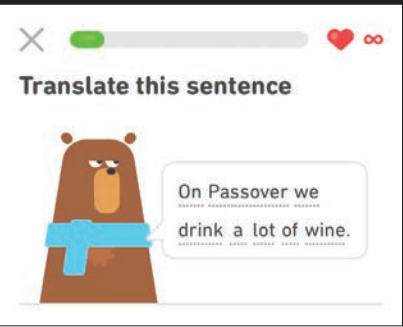 Translate this sentence
On Passover we
drink a lot of wine.